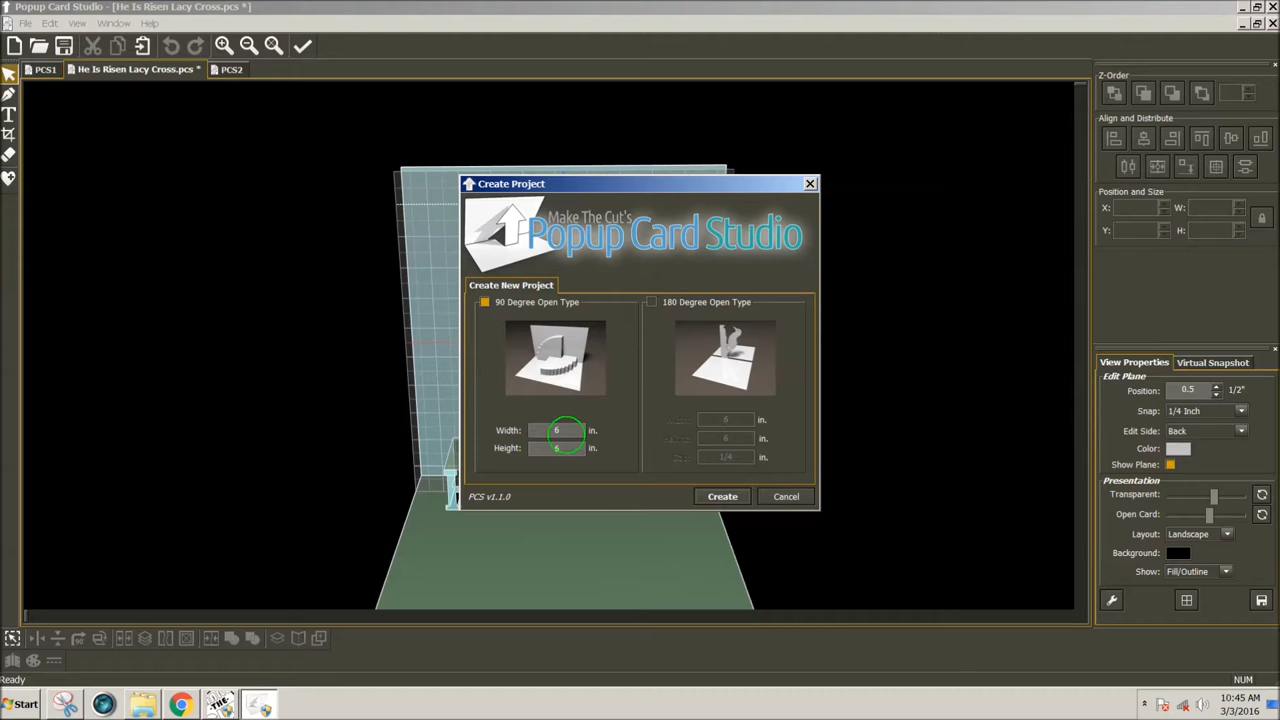 Popup Card Studio - [He Is Risen Lacy Cross.pcs *]
File Edit View Window Help
PCS1 He Is Risen Lacy Cross.pcs * PCS2
Z-Order
Align and Distribute
Position and Size
X: W:
Y: H:
Create Project
Make The Cut's
Popup Card Studio
Create New Project
90 Degree Open Type 180 Degree Open Type
Width: 6 in. 6 in.
Height: 6 in. 6 in.
1/4 in.
PCS v1.1.0 Create Cancel
View Properties Virtual Snapshot
Edit Plane
Position: 0.5 1/2"
Snap: 1/4 Inch
Edit Side: Back
Color:
Show Plane:
Presentation
Transparent:
Open Card:
Layout: Landscape
Background:
Show: Fill/Outline
90
Ready NUM
Start 10:45 AM
3/3/2016